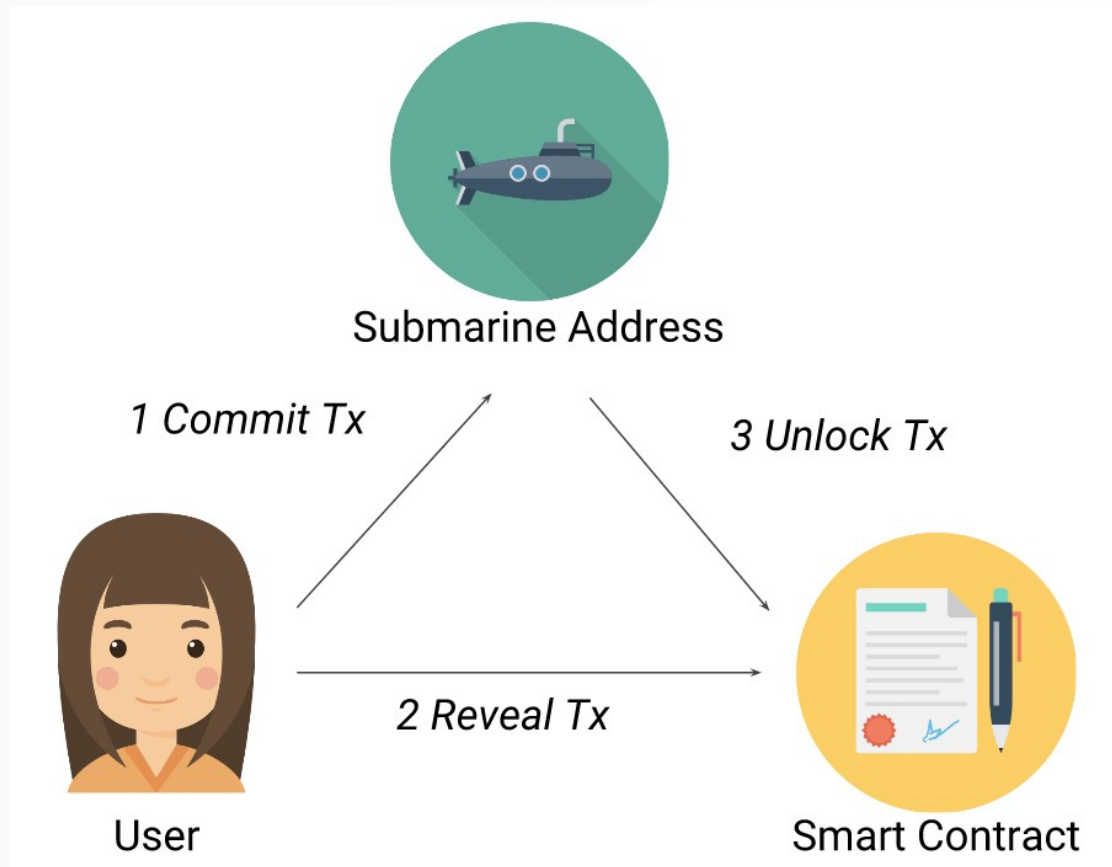 Submarine Address
1 Commit Tx
3 Unlock Tx
2 Reveal Tx
User
Smart Contract